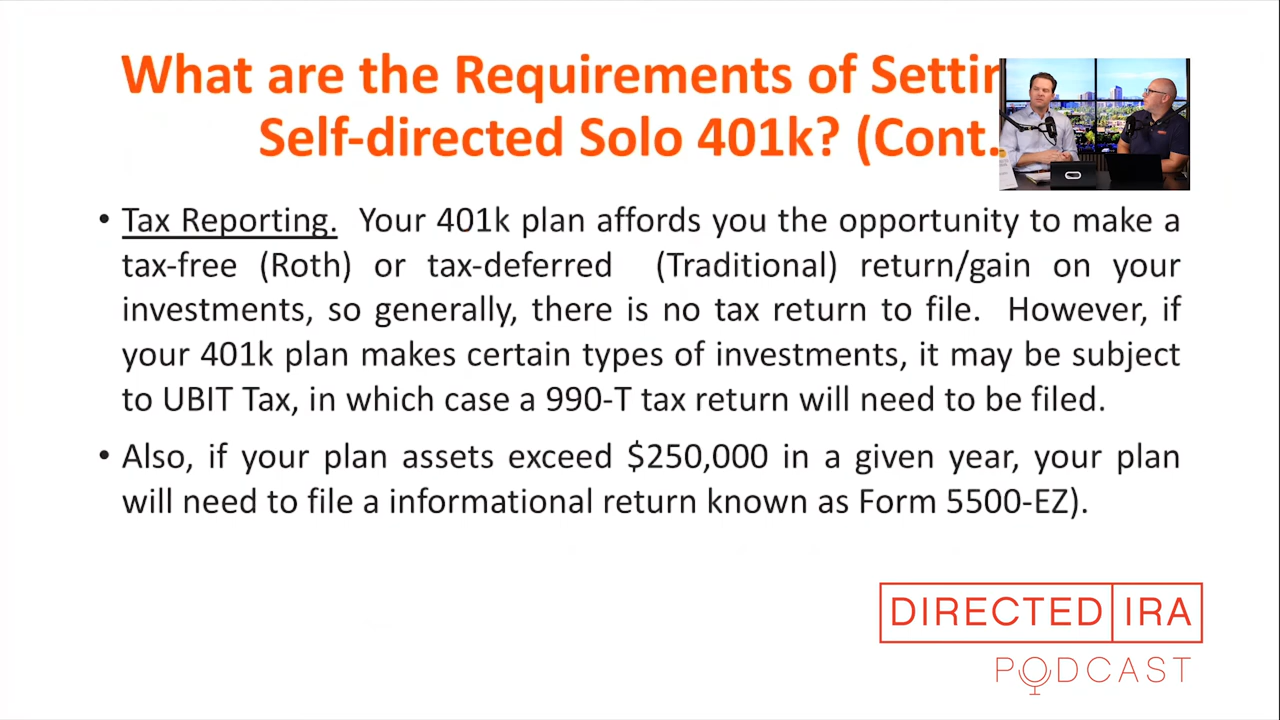 What are the Requirements of Settin
Self-directed Solo 401k? (Cont.
• Tax Reporting. Your 401k plan affords you the opportunity to make a
tax-free (Roth) or tax-deferred (Traditional) return/gain on your
investments, so generally, there is no tax return to file. However, if
your 401k plan makes certain types of investments, it may be subject
to UBIT Tax, in which case a 990-T tax return will need to be filed.
• Also, if your plan assets exceed $250,000 in a given year, your plan
will need to file a informational return known as Form 5500-EZ).
DIRECTED IRA
PODCAST